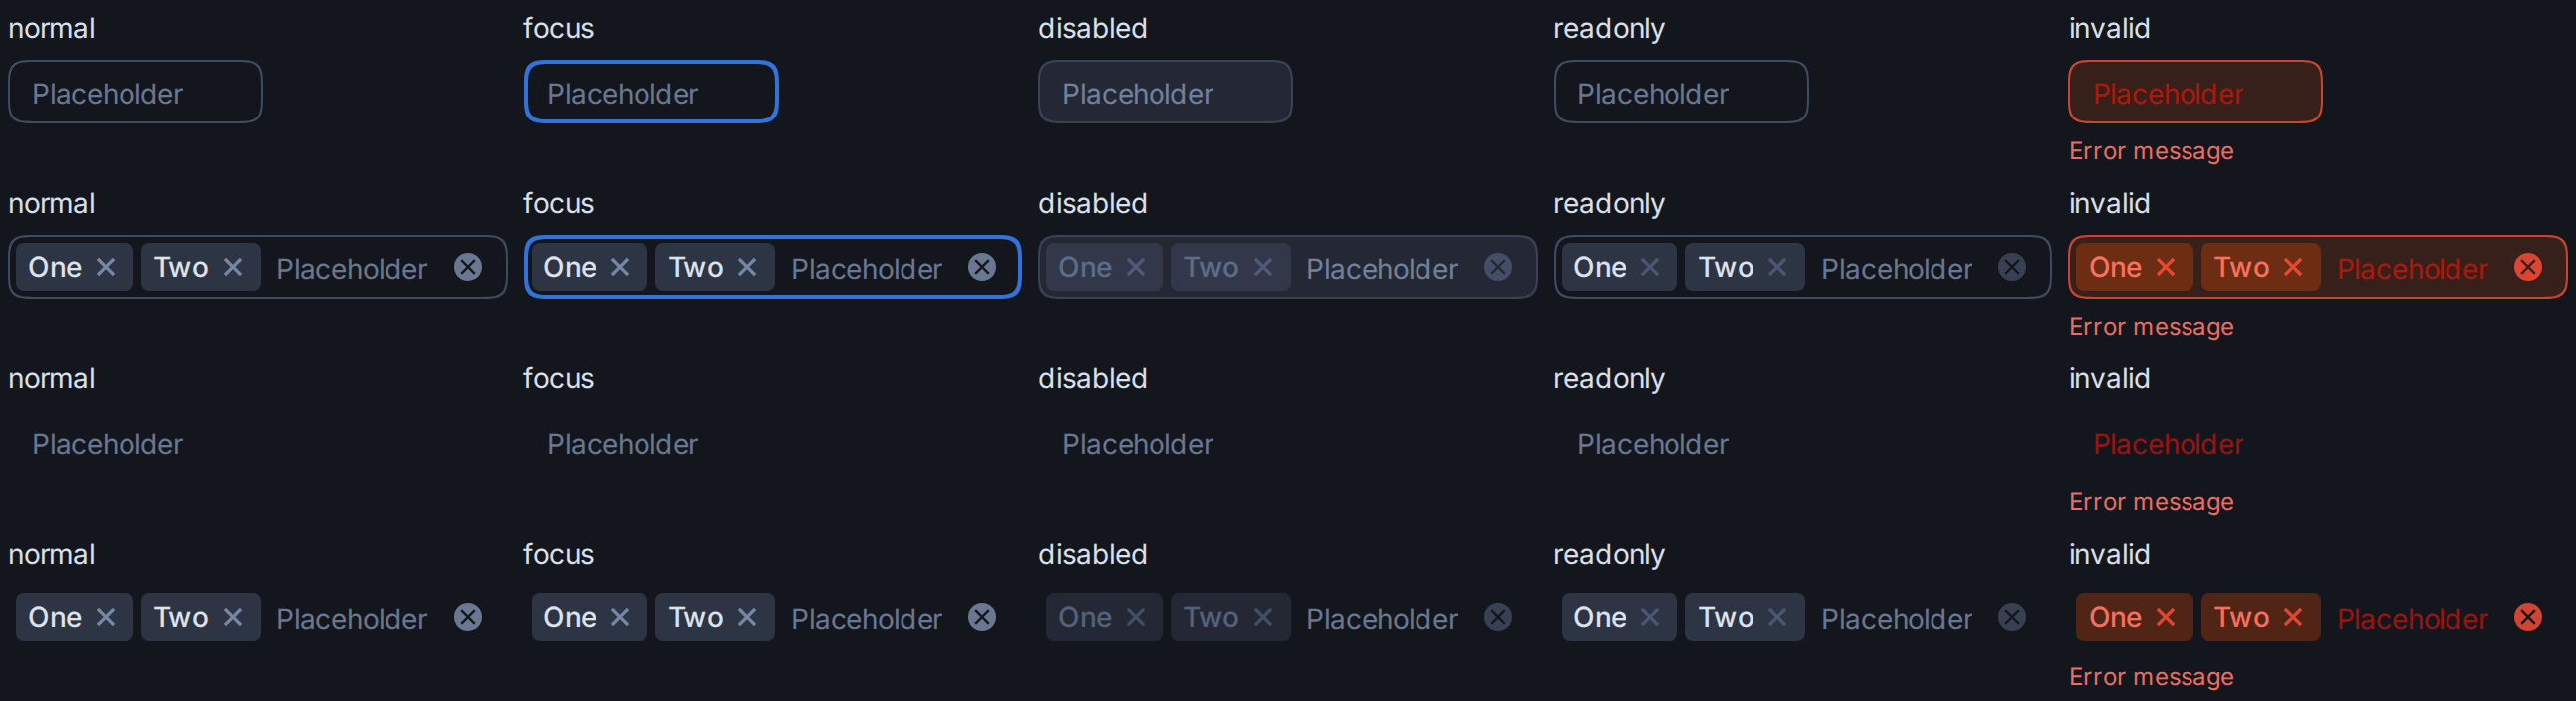 normal focus disabled readonly invalid
Placeholder Placeholder Placeholder Placeholder Placeholder
Error message
normal focus disabled readonly invalid
One Two Placeholder One Two Placeholder One Two Placeholder One Two Placeholder One Two Placeholder
Error message
normal focus disabled readonly invalid
Placeholder Placeholder Placeholder Placeholder Placeholder
Error message
normal focus disabled readonly invalid
One Two Placeholder One Two Placeholder One Two Placeholder One Two Placeholder One Two Placeholder
Error message